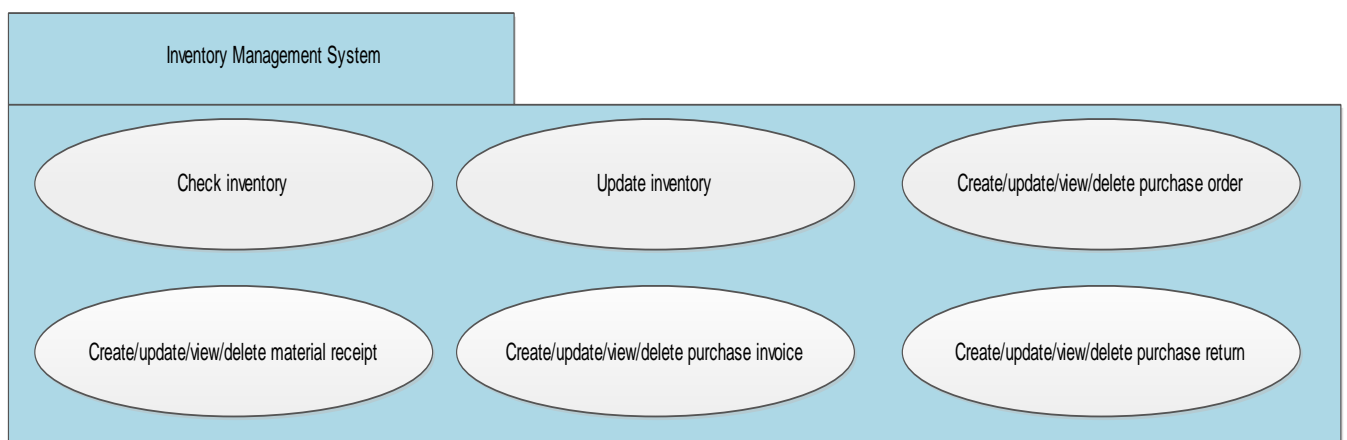 Inventory Management System
Check inventory
Update inventory
Create/update/view/delete purchase order
Create/update/view/delete material receipt
Create/update/view/delete purchase invoice
Create/update/view/delete purchase return